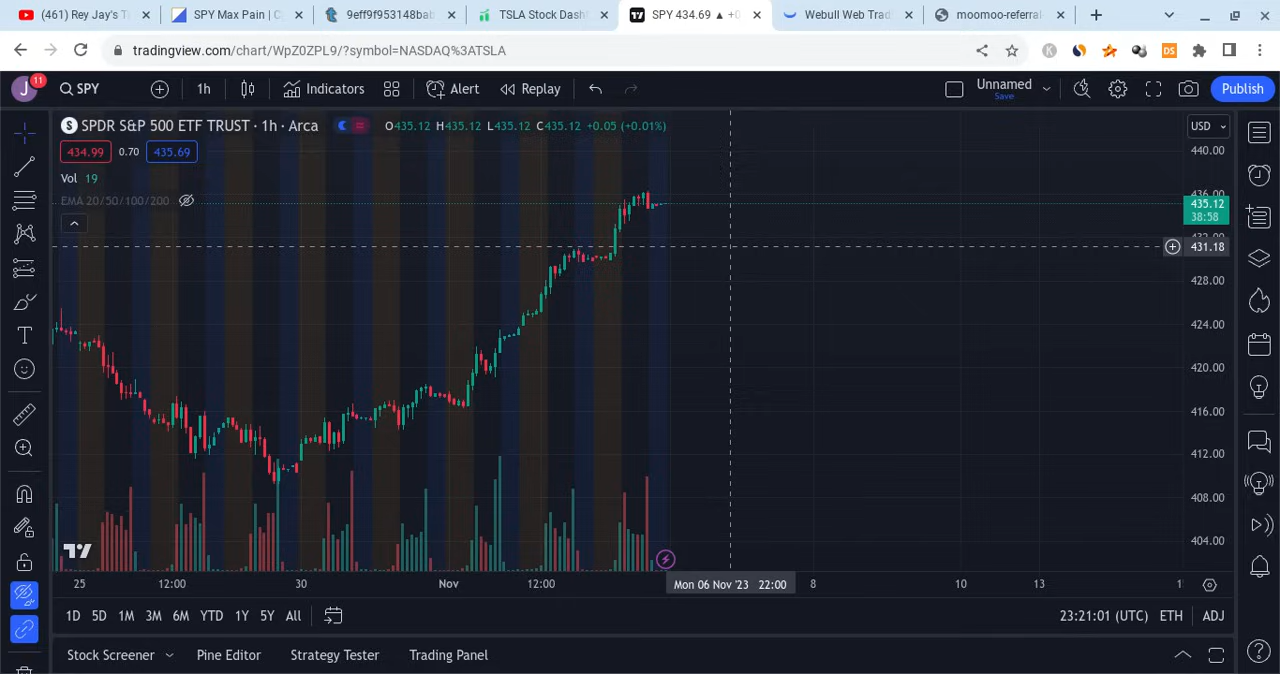 (461) Rey Jay's T
SPY Max Pain | C
9eff9f953148bab
TSLA Stock Dash
SPY 434.99 ▲ +0
Webull Web Trad
moomoo-referral
tradingview.com/chart/WpZ0ZPL9/?symbol=NASDAQ%3ATSLA
K
DS
J
11
SPY
1h
Indicators
Alert
Replay
Unnamed
Save
Publish
S SPDR S&P 500 ETF TRUST · 1h · Arca
O435.12 H435.12 L435.12 C435.12 +0.05 (+0.01%)
USD
434.99 0.70 435.69
Vol 19
EMA 20/50/100/200
440.00
436.00
435.12
38:58
432.00
431.18
428.00
424.00
420.00
416.00
412.00
408.00
404.00
25 12:00 30 Nov 12:00 Mon 06 Nov '23 22:00 8 10 13
1D 5D 1M 3M 6M YTD 1Y 5Y All
23:21:01 (UTC) ETH ADJ
Stock Screener Pine Editor Strategy Tester Trading Panel